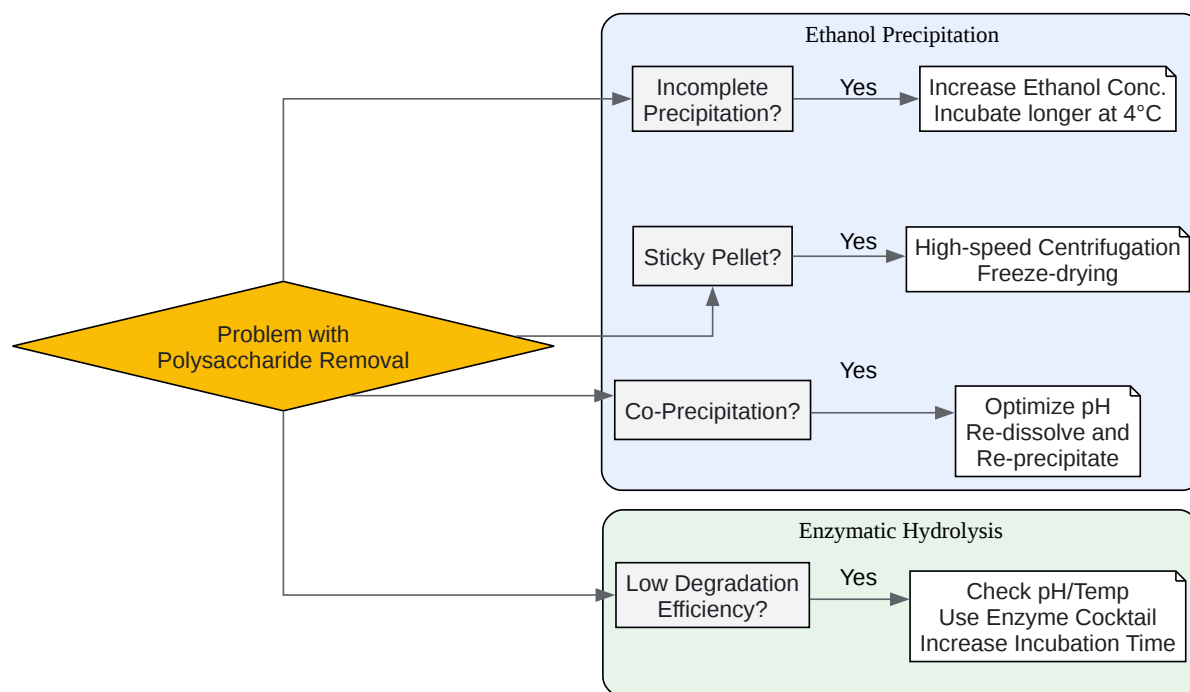 Ethanol Precipitation
Incomplete
Precipitation?
Yes
Increase Ethanol Conc.
Incubate longer at 4°C
Sticky Pellet?
Yes
High-speed Centrifugation
Freeze-drying
Problem with
Polysaccharide Removal
Co-Precipitation?
Yes
Optimize pH
Re-dissolve and
Re-precipitate
Enzymatic Hydrolysis
Low Degradation
Efficiency?
Yes
Check pH/Temp
Use Enzyme Cocktail
Increase Incubation Time